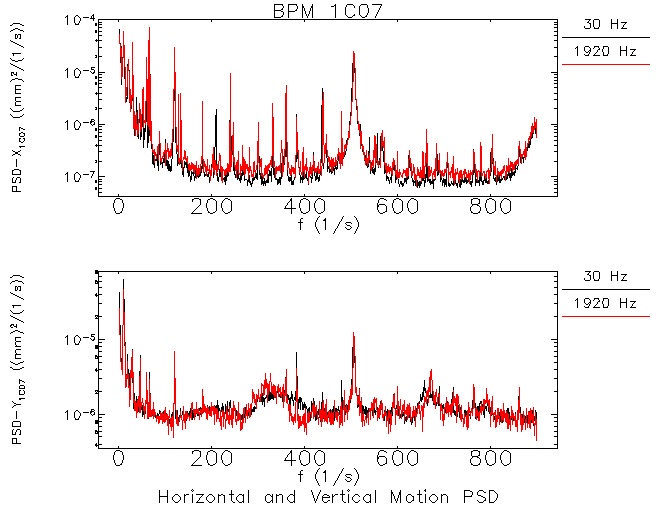 BPM 1C07
PSD-X1C07 ((mm)²/(1/s))
10⁻⁴
10⁻⁵
10⁻⁶
10⁻⁷
0 200 400 600 800
f (1/s)
30 Hz
1920 Hz
PSD-Y1C07 ((mm)²/(1/s))
10⁻⁵
10⁻⁶
0 200 400 600 800
f (1/s)
30 Hz
1920 Hz
Horizontal and Vertical Motion PSD